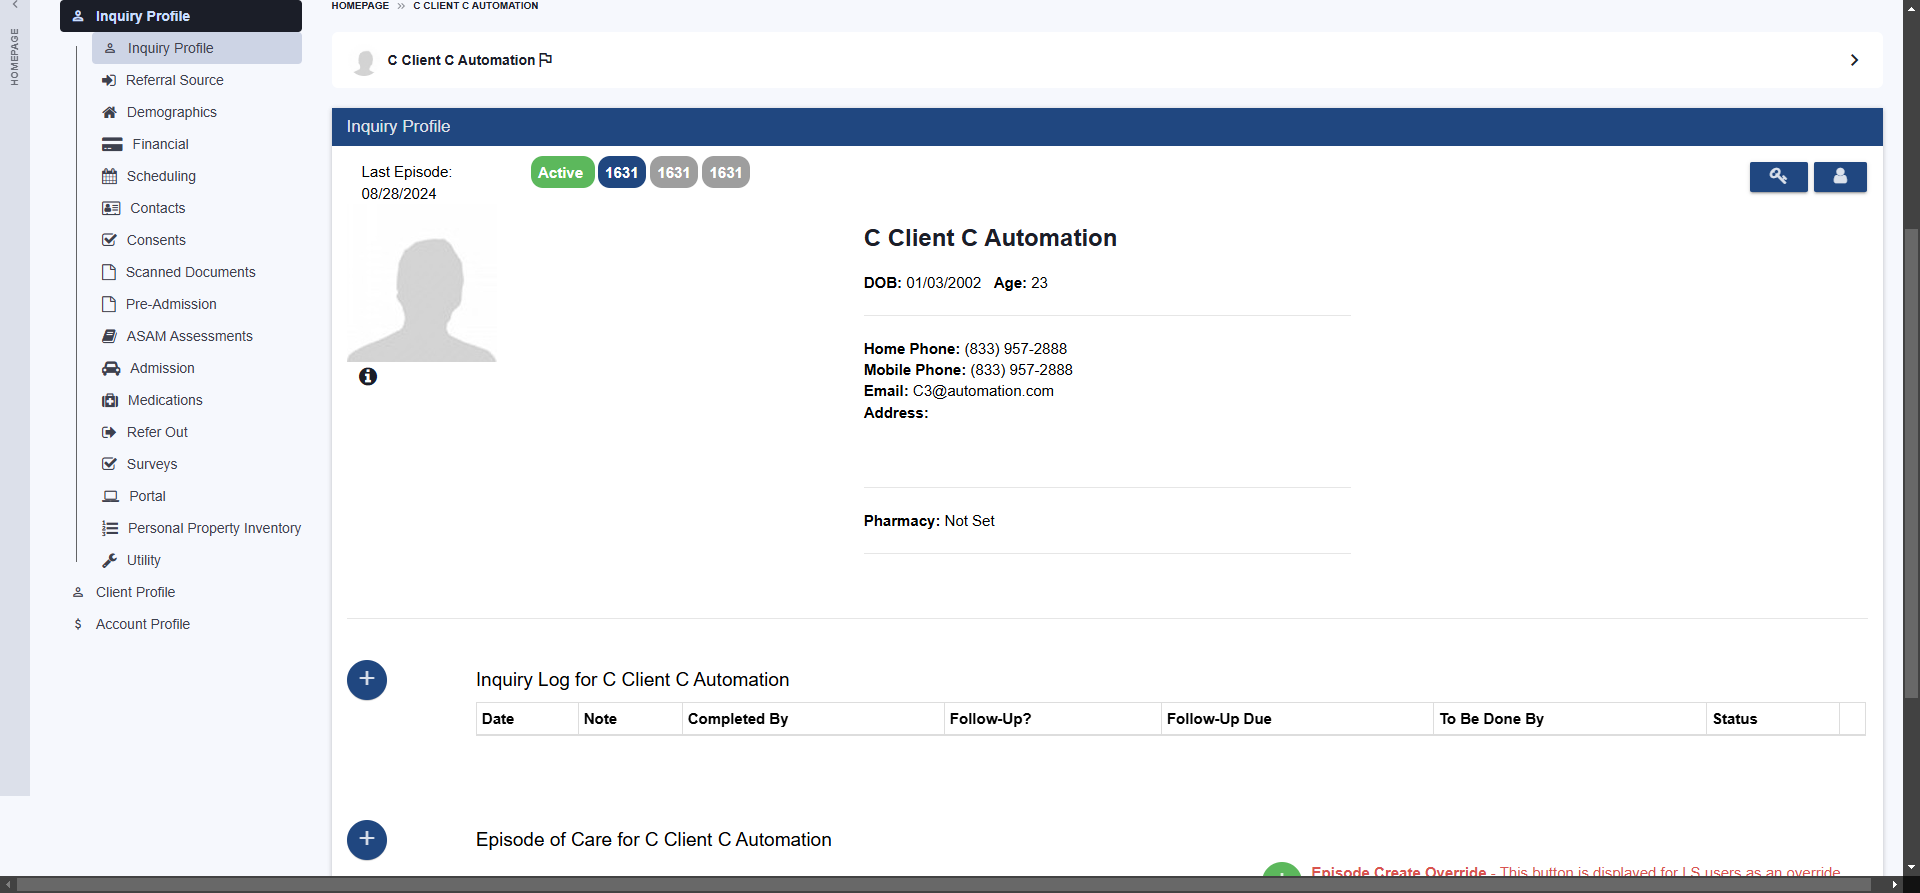 HOMEPAGE
Inquiry Profile
Inquiry Profile
Referral Source
Demographics
Financial
Scheduling
Contacts
Consents
Scanned Documents
Pre-Admission
ASAM Assessments
Admission
Medications
Refer Out
Surveys
Portal
Personal Property Inventory
Utility
Client Profile
$ Account Profile
HOMEPAGE » C CLIENT C AUTOMATION
C Client C Automation
Inquiry Profile
Last Episode:
08/28/2024
Active 1631 1631 1631
C Client C Automation
DOB: 01/03/2002 Age: 23
Home Phone: (833) 957-2888
Mobile Phone: (833) 957-2888
Email: C3@automation.com
Address:
Pharmacy: Not Set
Inquiry Log for C Client C Automation
Date Note Completed By Follow-Up? Follow-Up Due To Be Done By Status
Episode of Care for C Client C Automation
Episode Create Override - This button is displayed for LS users as an override